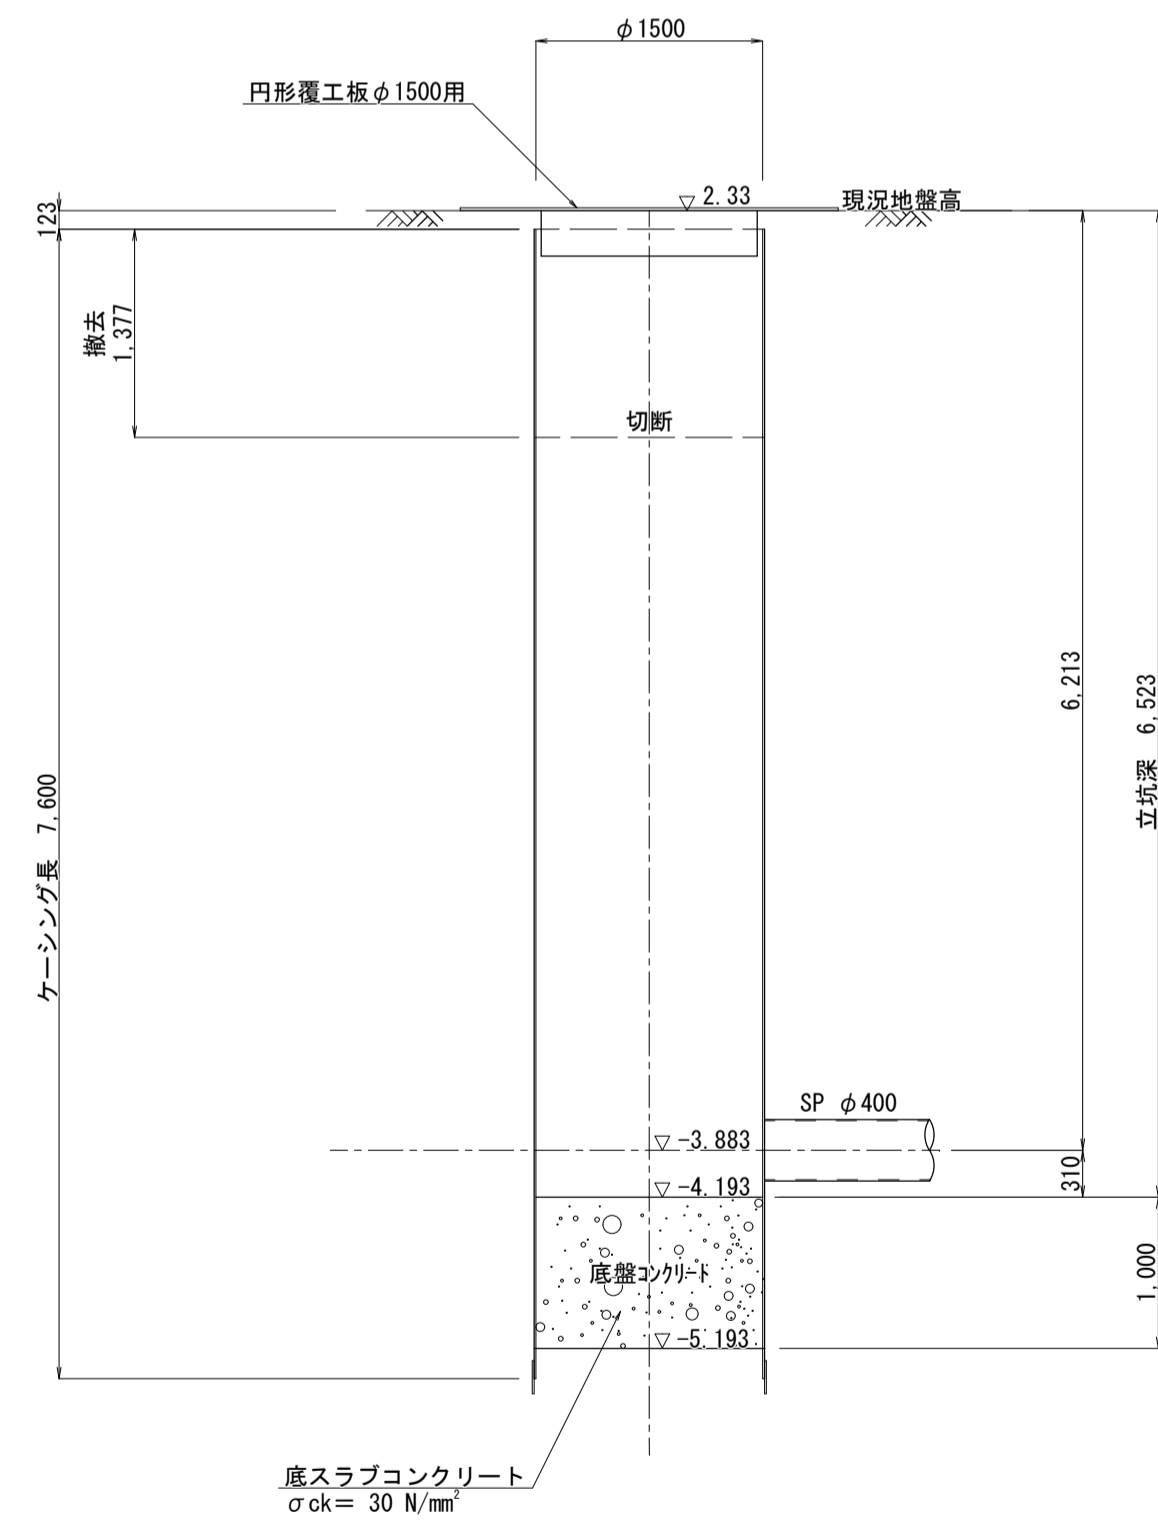 φ1500
円形覆工板φ1500用
2.33
現況地盤高
123
撤去
1,377
切断
6,213
立坑深 6,523
ケーシング長 7,600
SP φ400
-3.883
310
-4.193
底盤コンクリート
1,000
-5.193
底スラブコンクリート
σck= 30 N/mm²